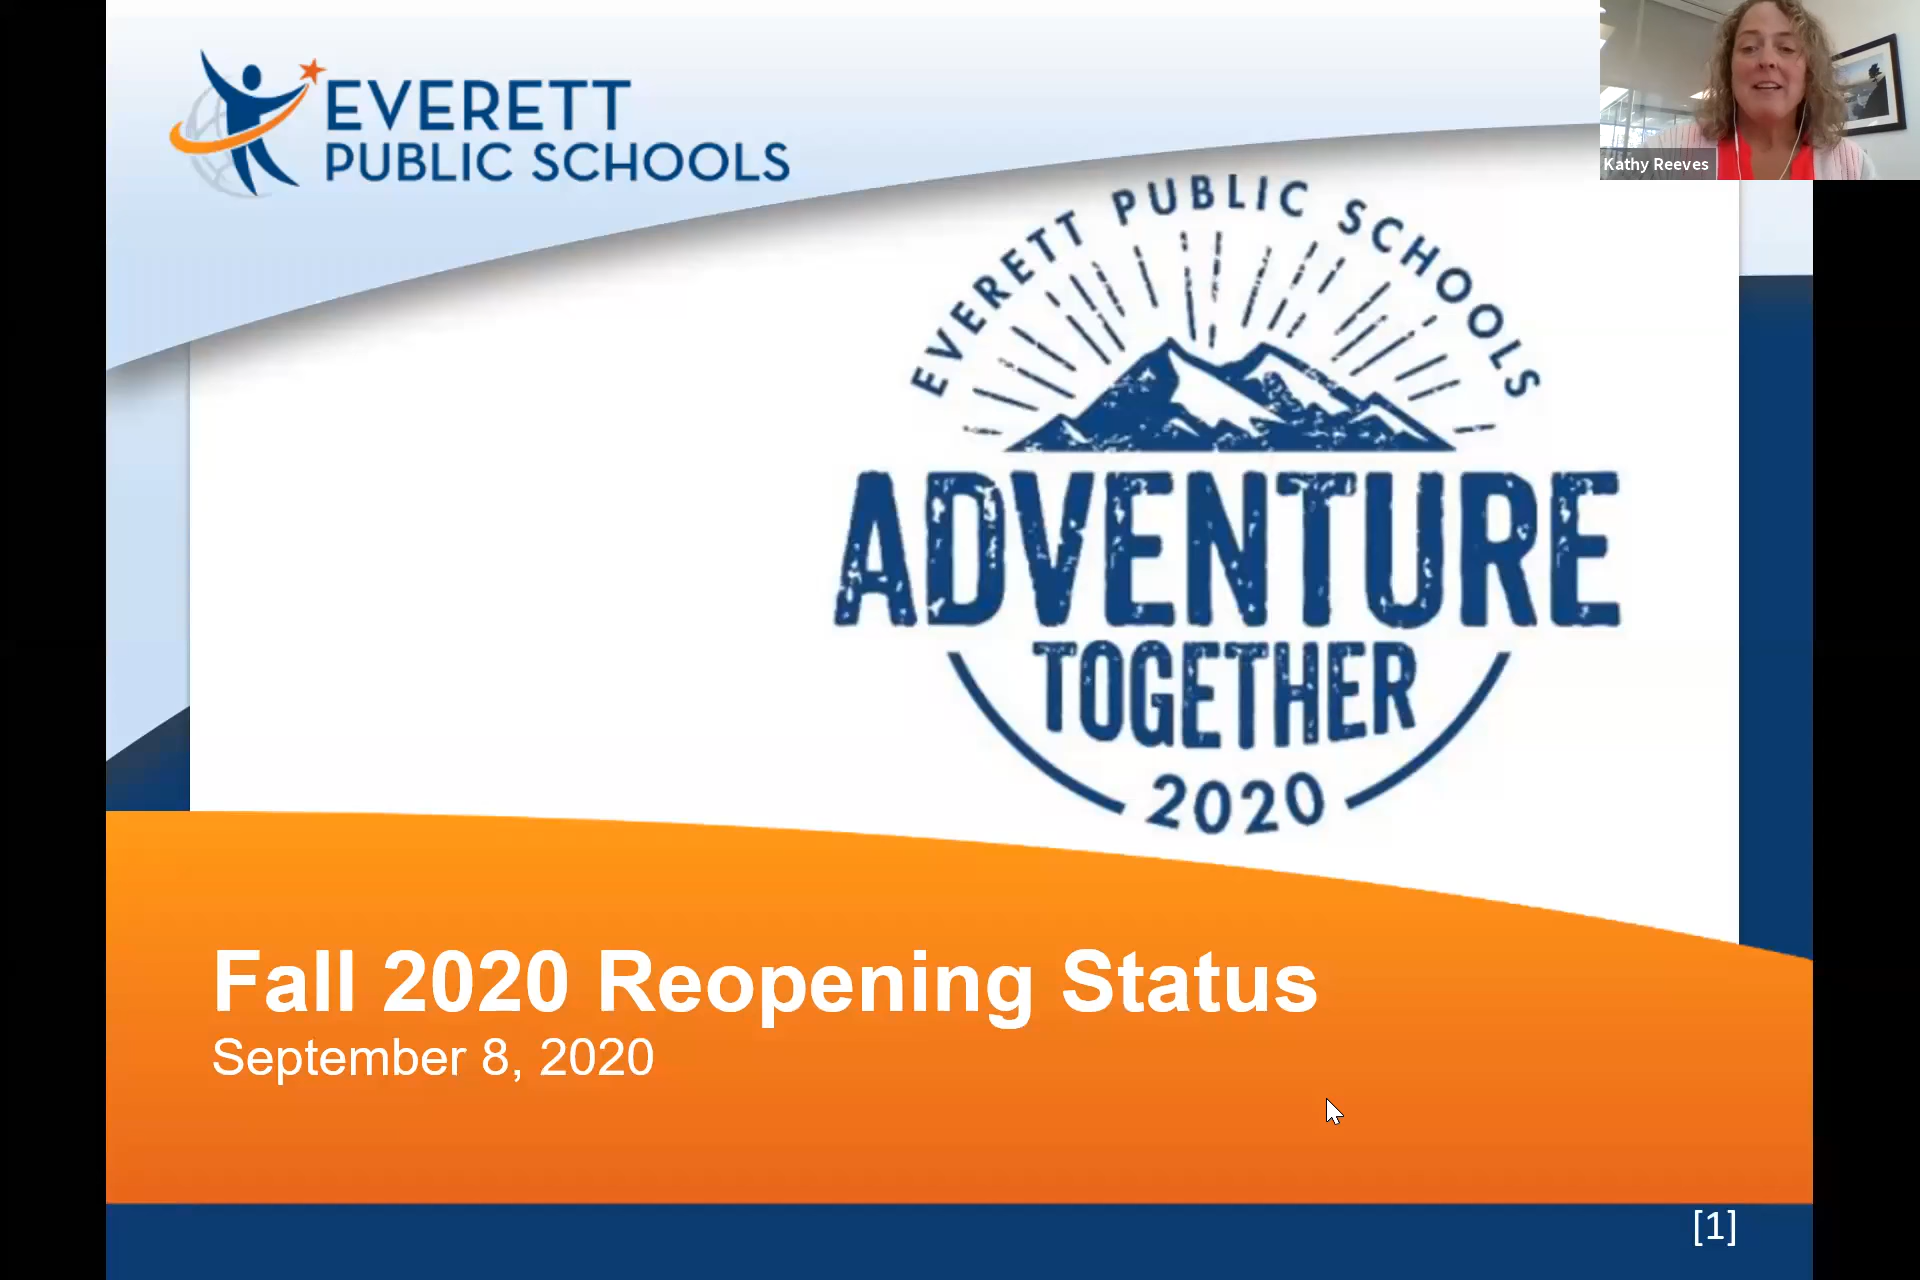 EVERETT
PUBLIC SCHOOLS
Kathy Reeves
EVERETT PUBLIC SCHOOLS
ADVENTURE
TOGETHER
2020
Fall 2020 Reopening Status
September 8, 2020
[1]